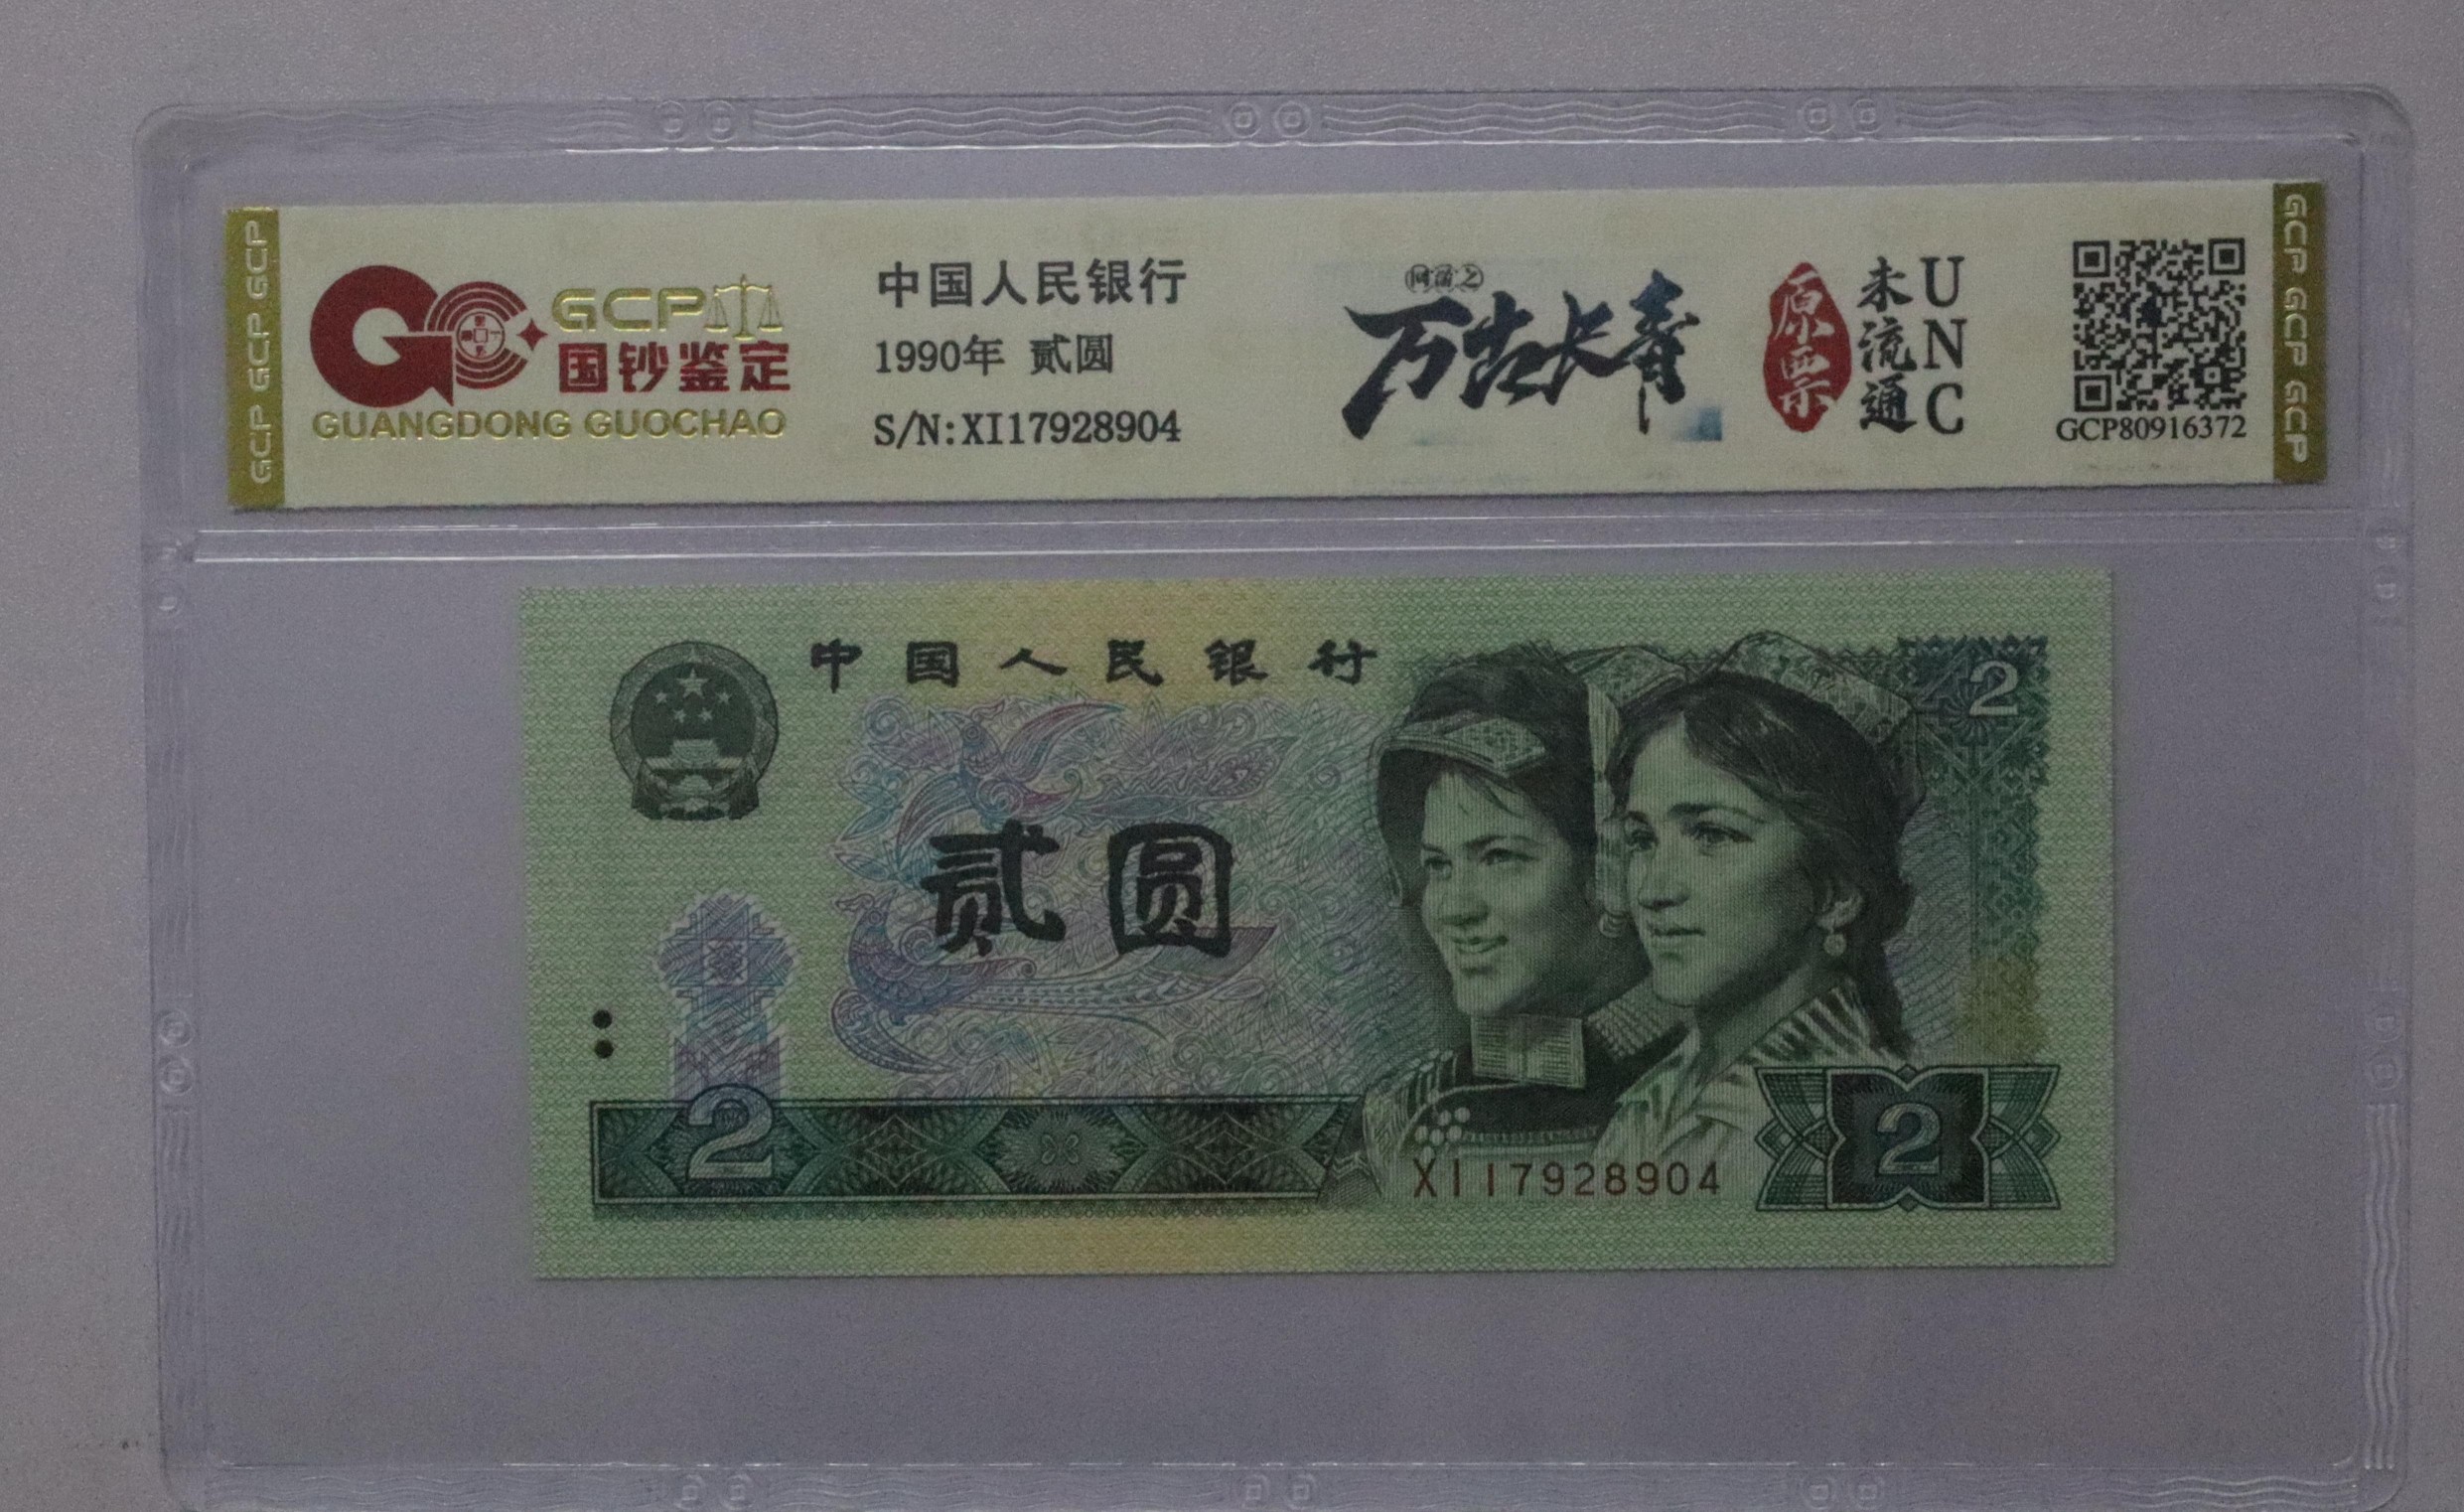 GCP GCP GCP
GCP
国钞鉴定
GUANGDONG GUOCHAO
中国人民银行
1990年 贰圆
S/N:XI17928904
万古长青
原票
未流通
UNC
GCP80916372
GCP GCP GCP
中国人民银行
2
贰圆
2
XI17928904
2